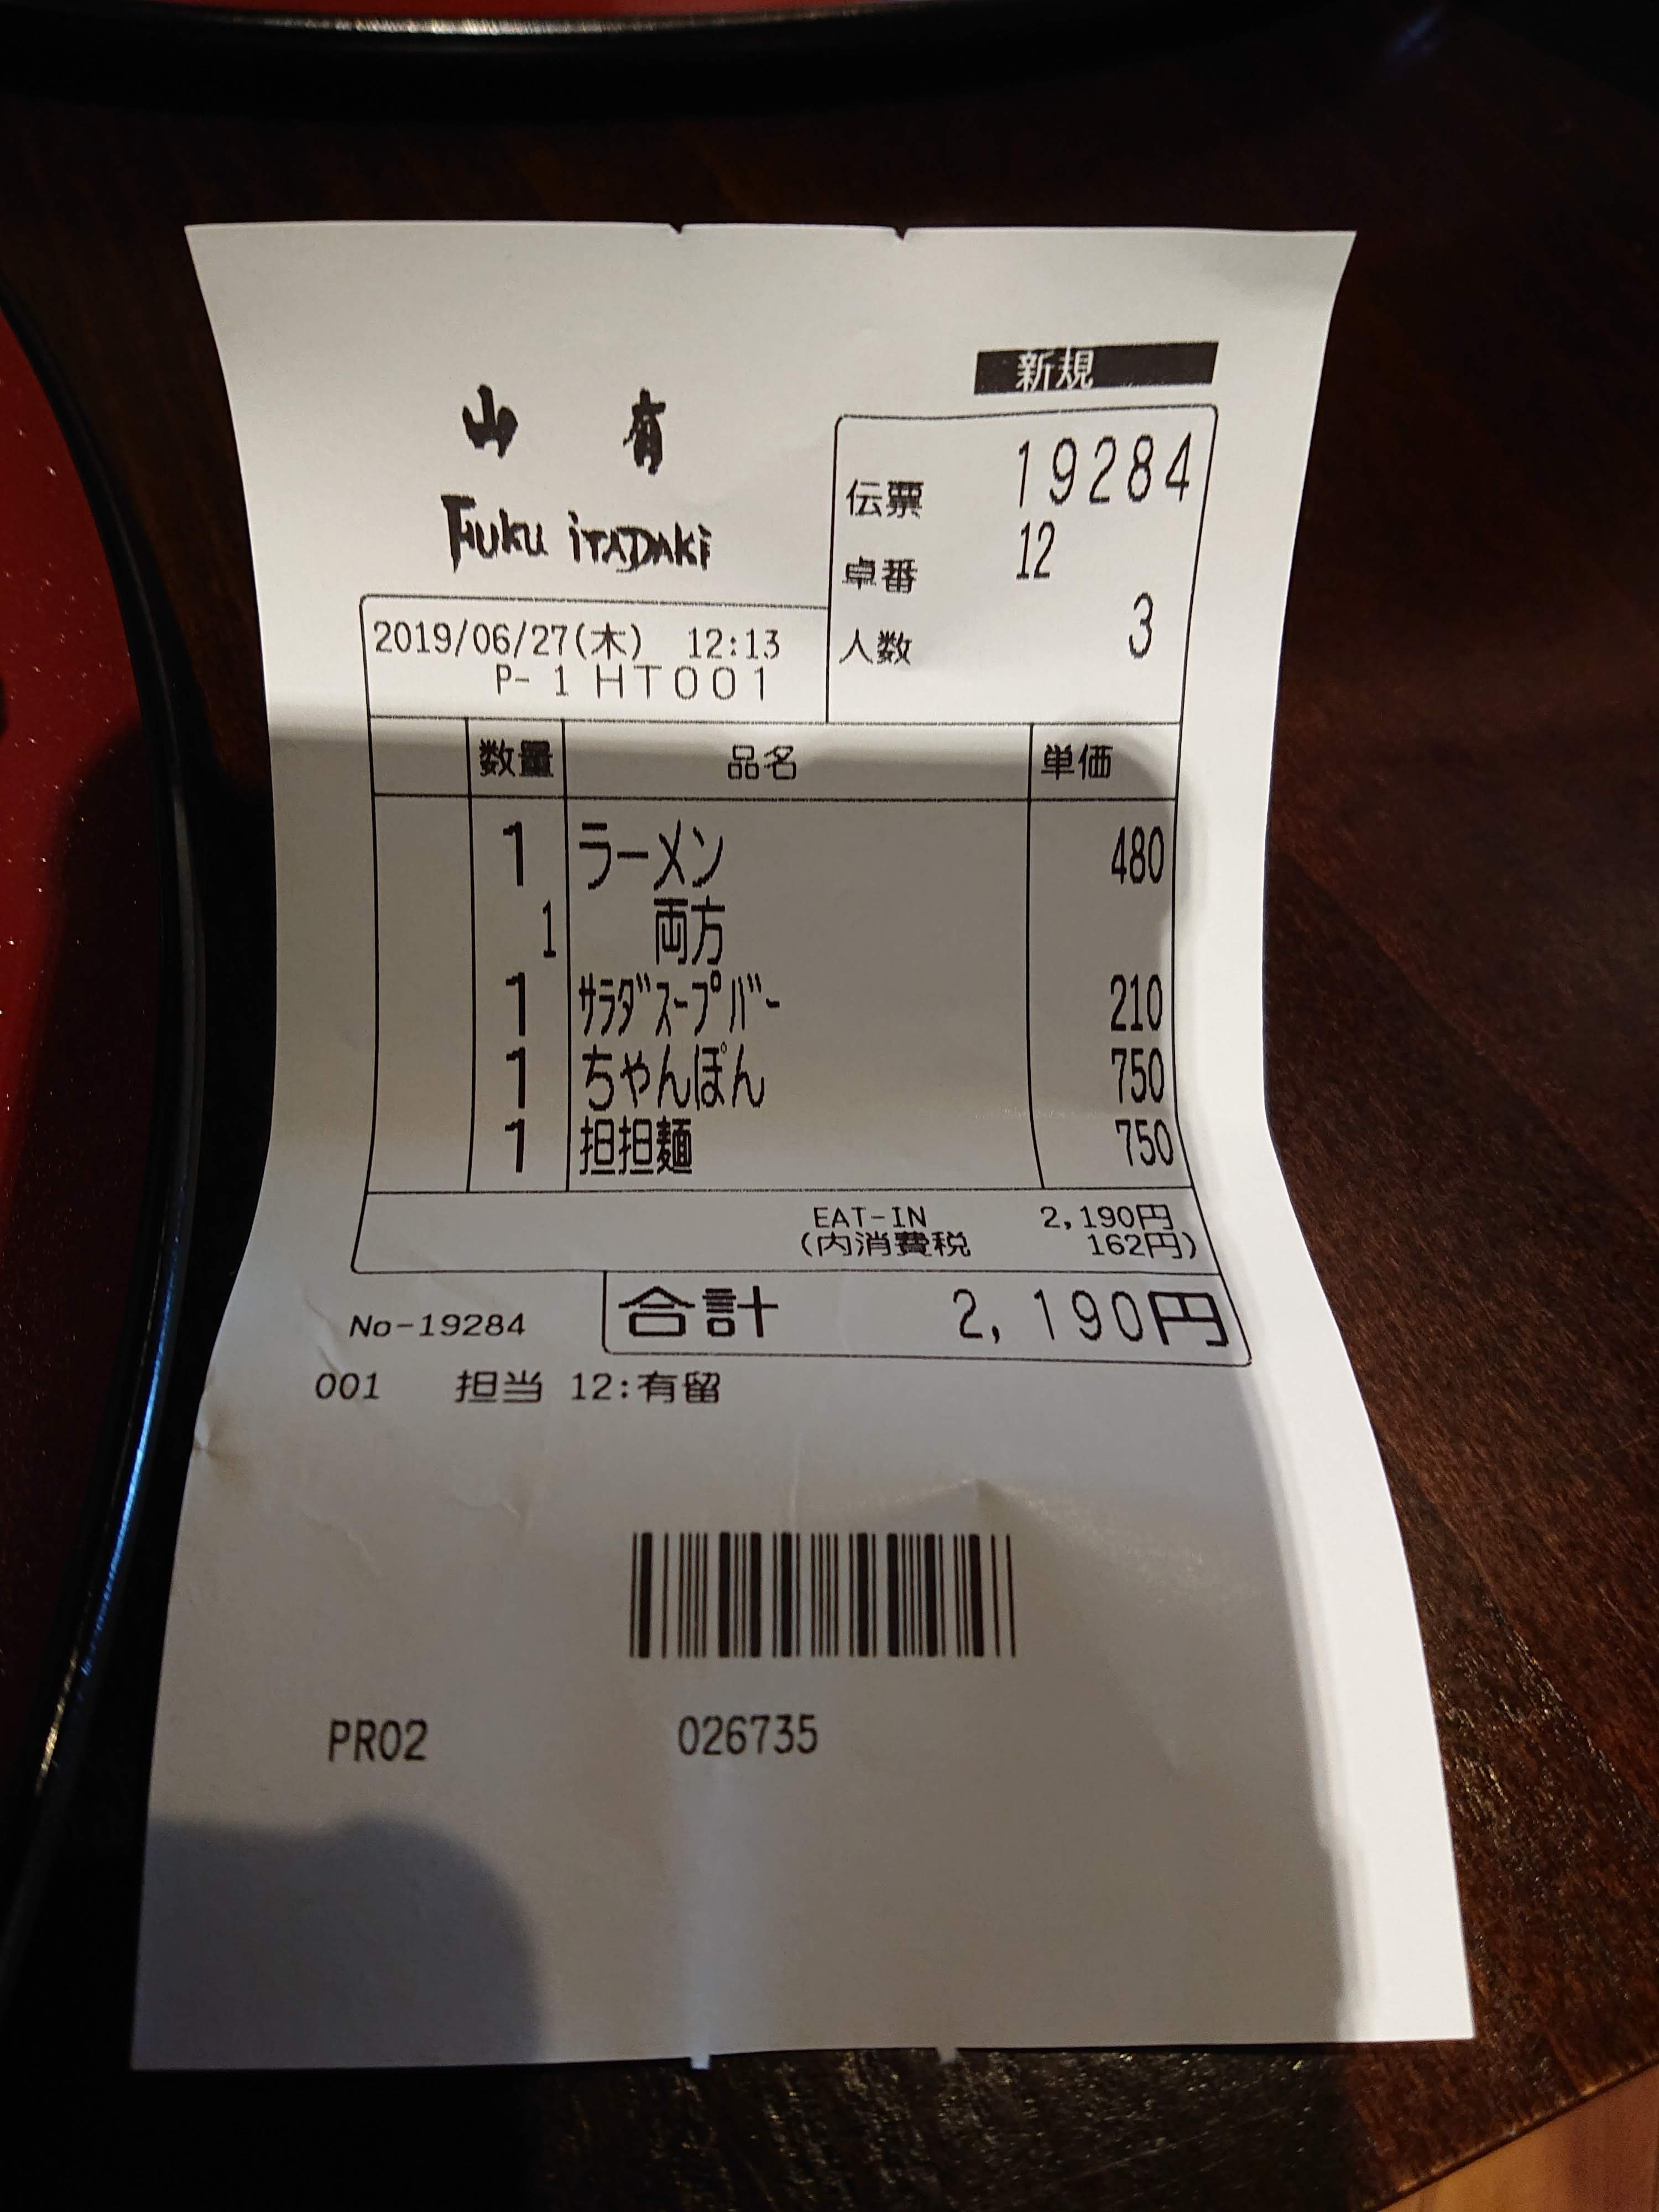 新規
山 有
FUKU iTADAKi
伝票 19284
卓番 12
人数 3
2019/06/27(木) 12:13
P- 1 HT001
数量 品名 単価
1 ラーメン 480
1 両方
1 ｻﾗﾀﾞｽｰﾌﾟﾊﾞｰ 210
1 ちゃんぽん 750
1 担担麺 750
EAT-IN 2,190円
(内消費税 162円)
合計 2,190円
No-19284
001 担当 12:有留
PR02 026735